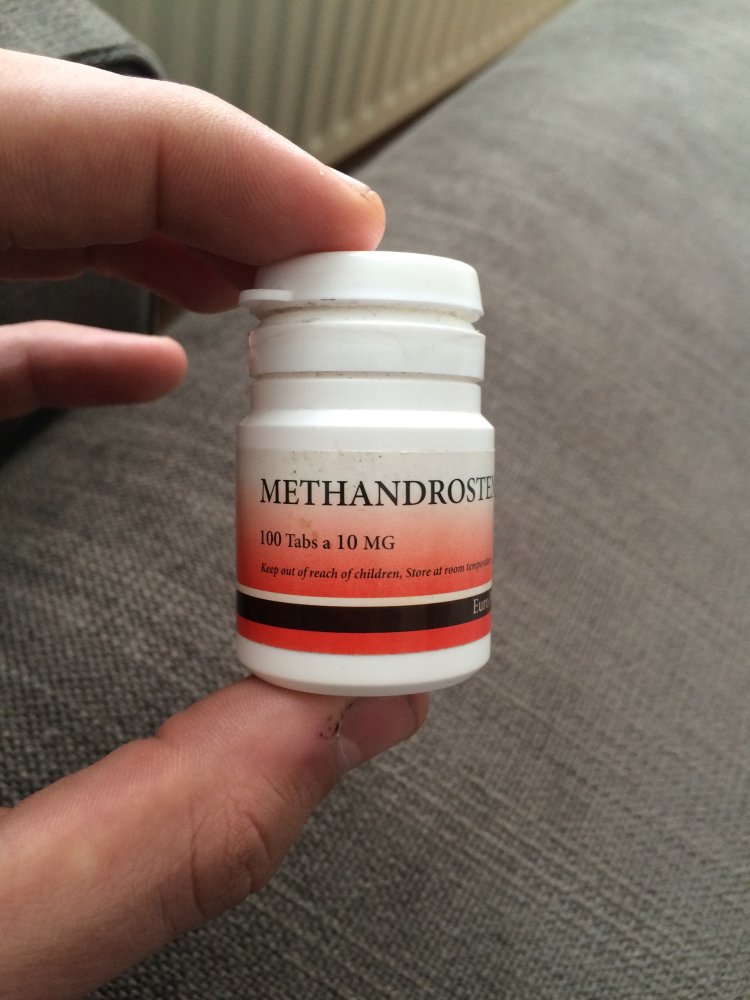 METHANDROSTE
100 Tabs a 10 MG
Keep out of reach of children, Store at room
Euro